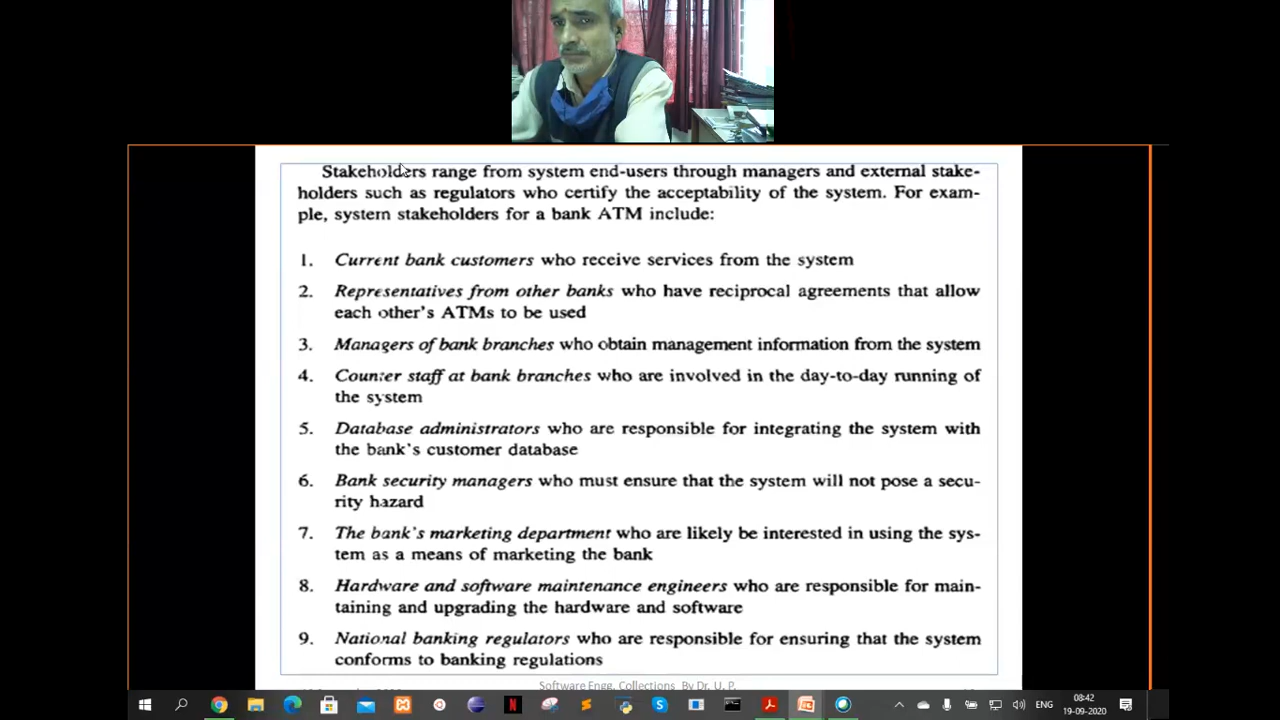 Stakeholders range from system end-users through managers and external stake-
holders such as regulators who certify the acceptability of the system. For exam-
ple, system stakeholders for a bank ATM include:
1. Current bank customers who receive services from the system
2. Representatives from other banks who have reciprocal agreements that allow
each other's ATMs to be used
3. Managers of bank branches who obtain management information from the system
4. Counter staff at bank branches who are involved in the day-to-day running of
the system
5. Database administrators who are responsible for integrating the system with
the bank's customer database
6. Bank security managers who must ensure that the system will not pose a secu-
rity hazard
7. The bank's marketing department who are likely be interested in using the sys-
tem as a means of marketing the bank
8. Hardware and software maintenance engineers who are responsible for main-
taining and upgrading the hardware and software
9. National banking regulators who are responsible for ensuring that the system
conforms to banking regulations
Software Engg. Collections By Dr. U. P.
ENG
08:42
19-09-2020